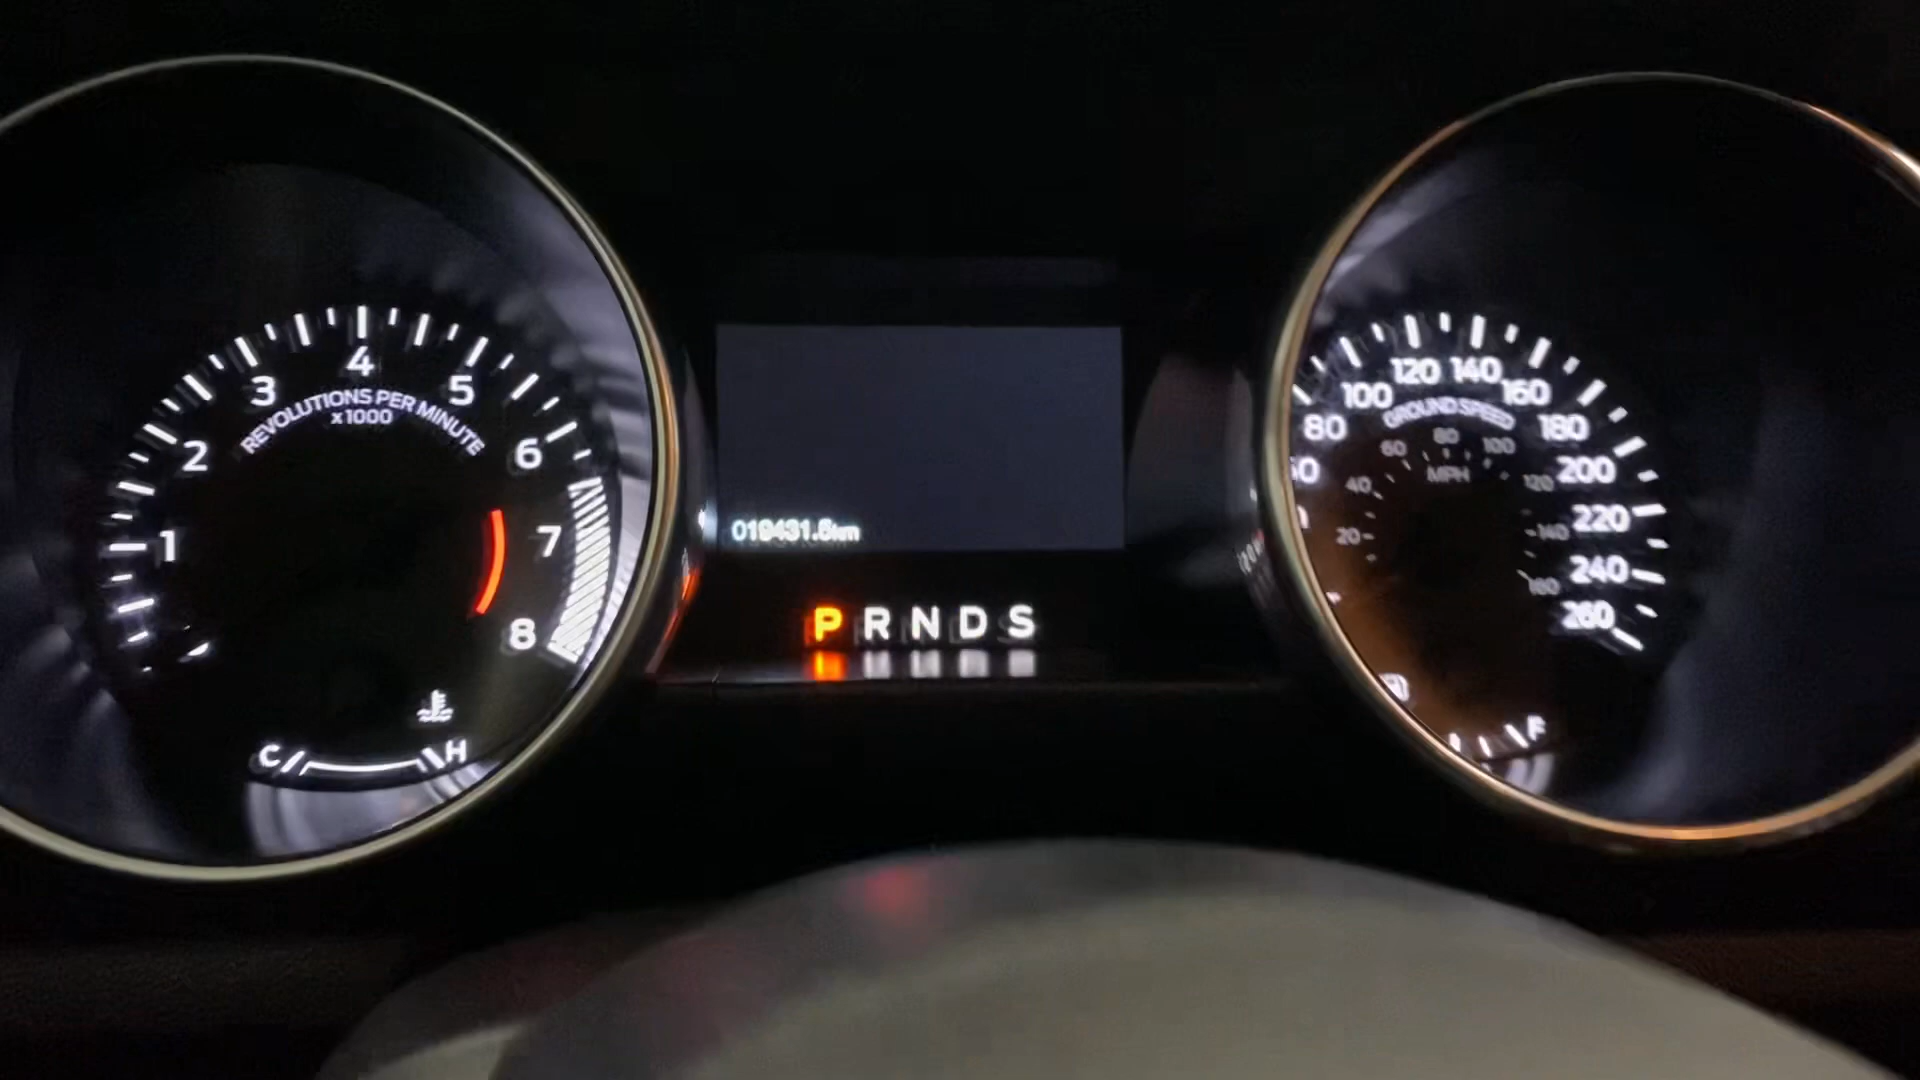 1 2 3 4 5 6 7 8
REVOLUTIONS PER MINUTE
x1000
C H
019431.6km
P R N D S
80 100 120 140 160 180 200 220 240 260
GROUND SPEED
20 40 60 80 100 120 140 160
MPH
F